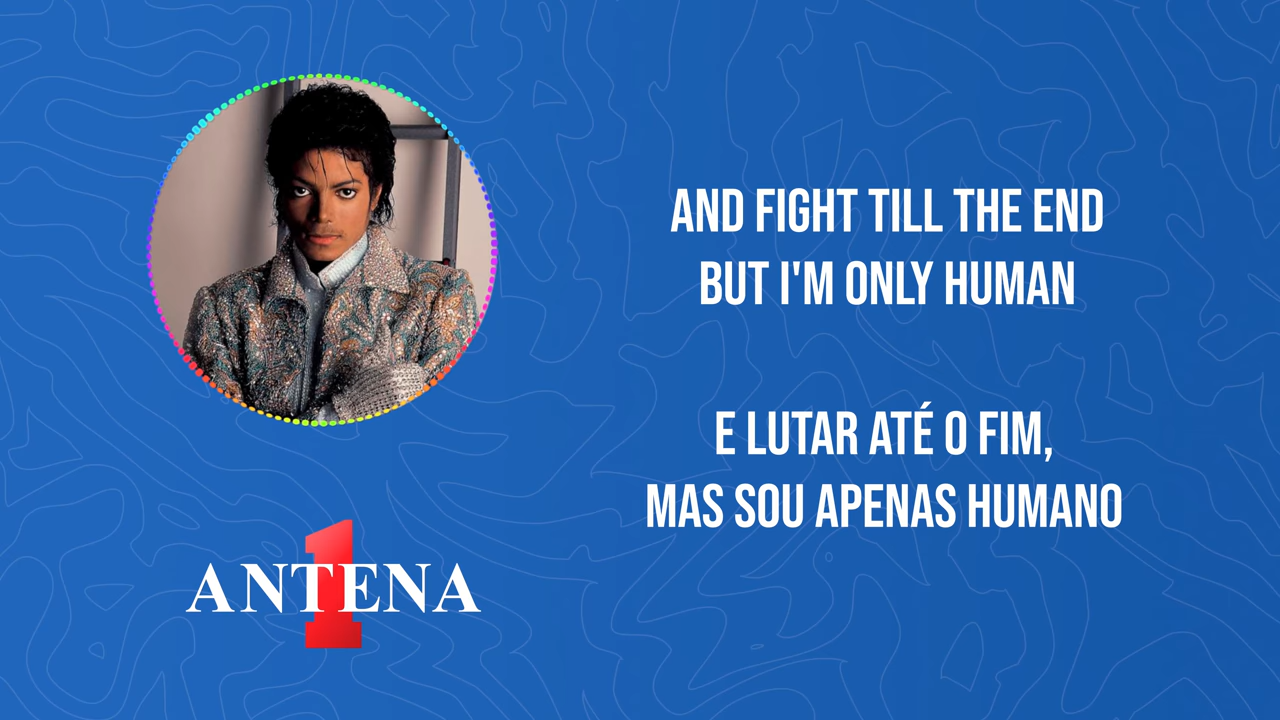 AND FIGHT TILL THE END
BUT I'M ONLY HUMAN
E LUTAR ATÉ O FIM,
MAS SOU APENAS HUMANO
ANTENA 1